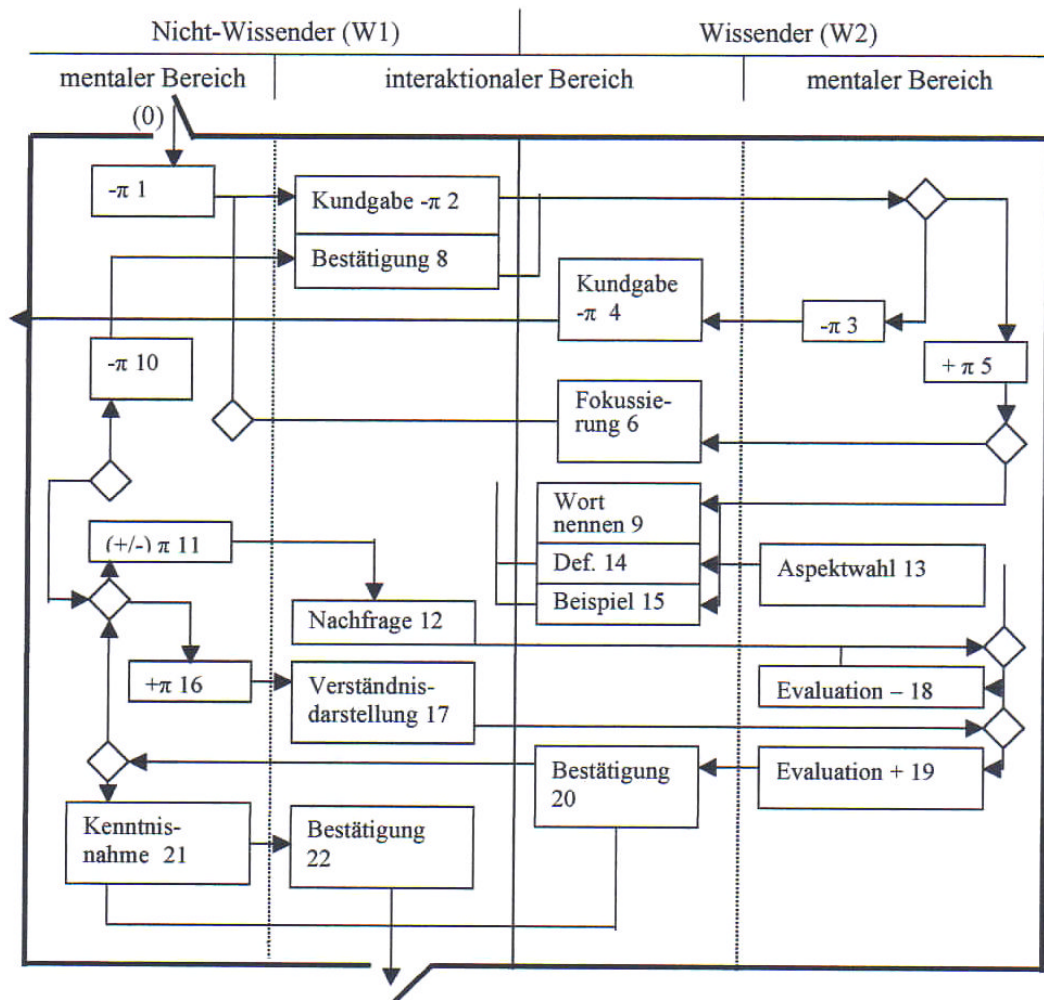 Nicht-Wissender (W1)
Wissender (W2)
mentaler Bereich
interaktionaler Bereich
mentaler Bereich
(0)
-π 1
Kundgabe -π 2
Bestätigung 8
Kundgabe
-π 4
-π 3
-π 10
+ π 5
Fokussie-
rung 6
Wort
nennen 9
(+/-) π 11
Def. 14
Aspektwahl 13
Beispiel 15
Nachfrage 12
+π 16
Verständnis-
darstellung 17
Evaluation – 18
Bestätigung
20
Evaluation + 19
Kenntnis-
nahme 21
Bestätigung
22